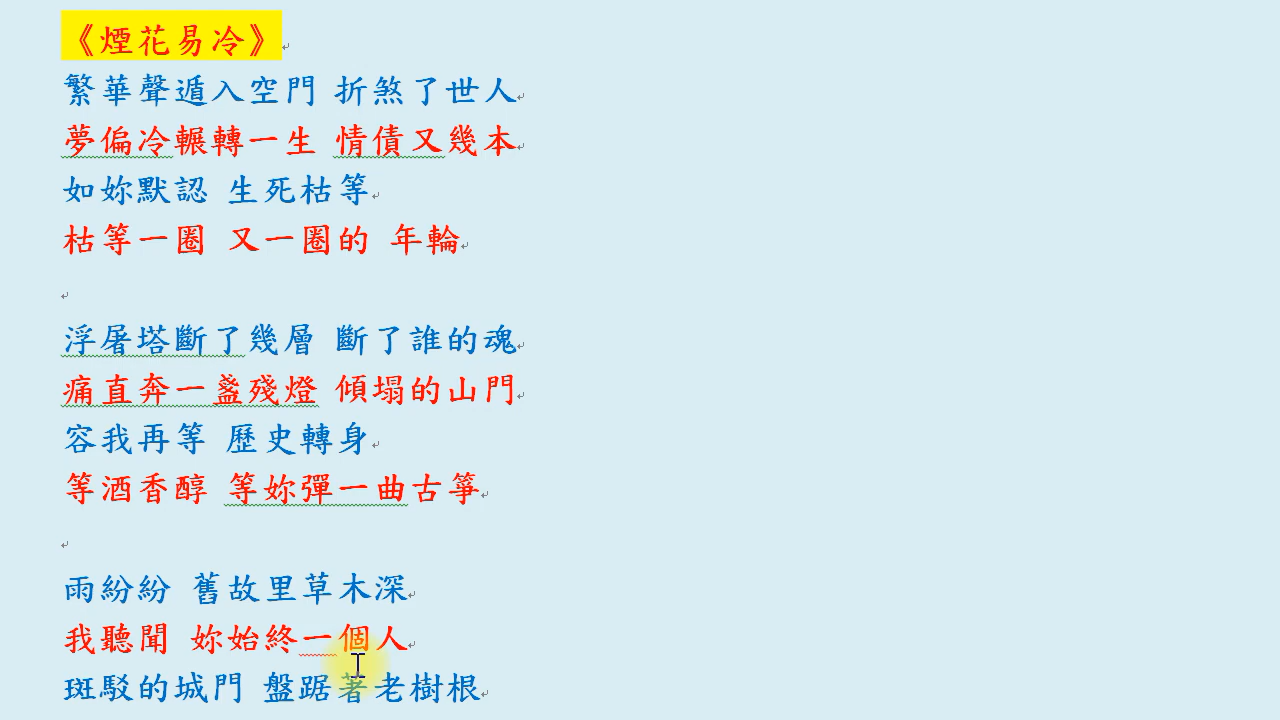 《煙花易冷》
繁華聲遁入空門 折煞了世人
夢偏冷輾轉一生 情債又幾本
如妳默認 生死枯等
枯等一圈 又一圈的 年輪
浮屠塔斷了幾層 斷了誰的魂
痛直奔一盞殘燈 傾塌的山門
容我再等 歷史轉身
等酒香醇 等妳彈一曲古箏
雨紛紛 舊故里草木深
我聽聞 妳始終一個人
斑駁的城門 盤踞著老樹根